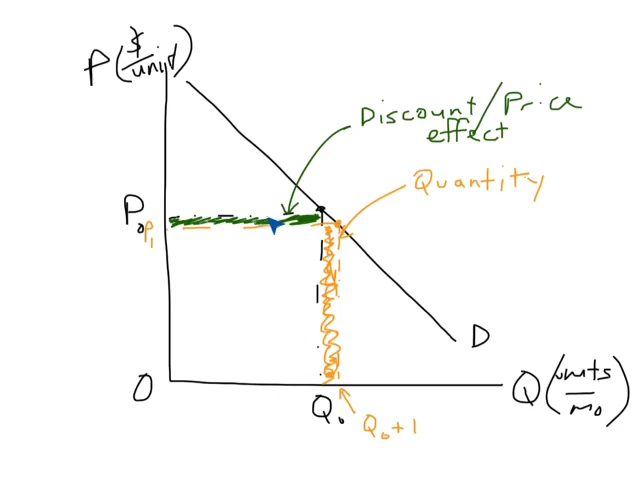 P ($/unit)
Discount/Price
effect
Quantity
P₀
P₁
D
O
Q (units/mo)
Q₀
Q₀+1